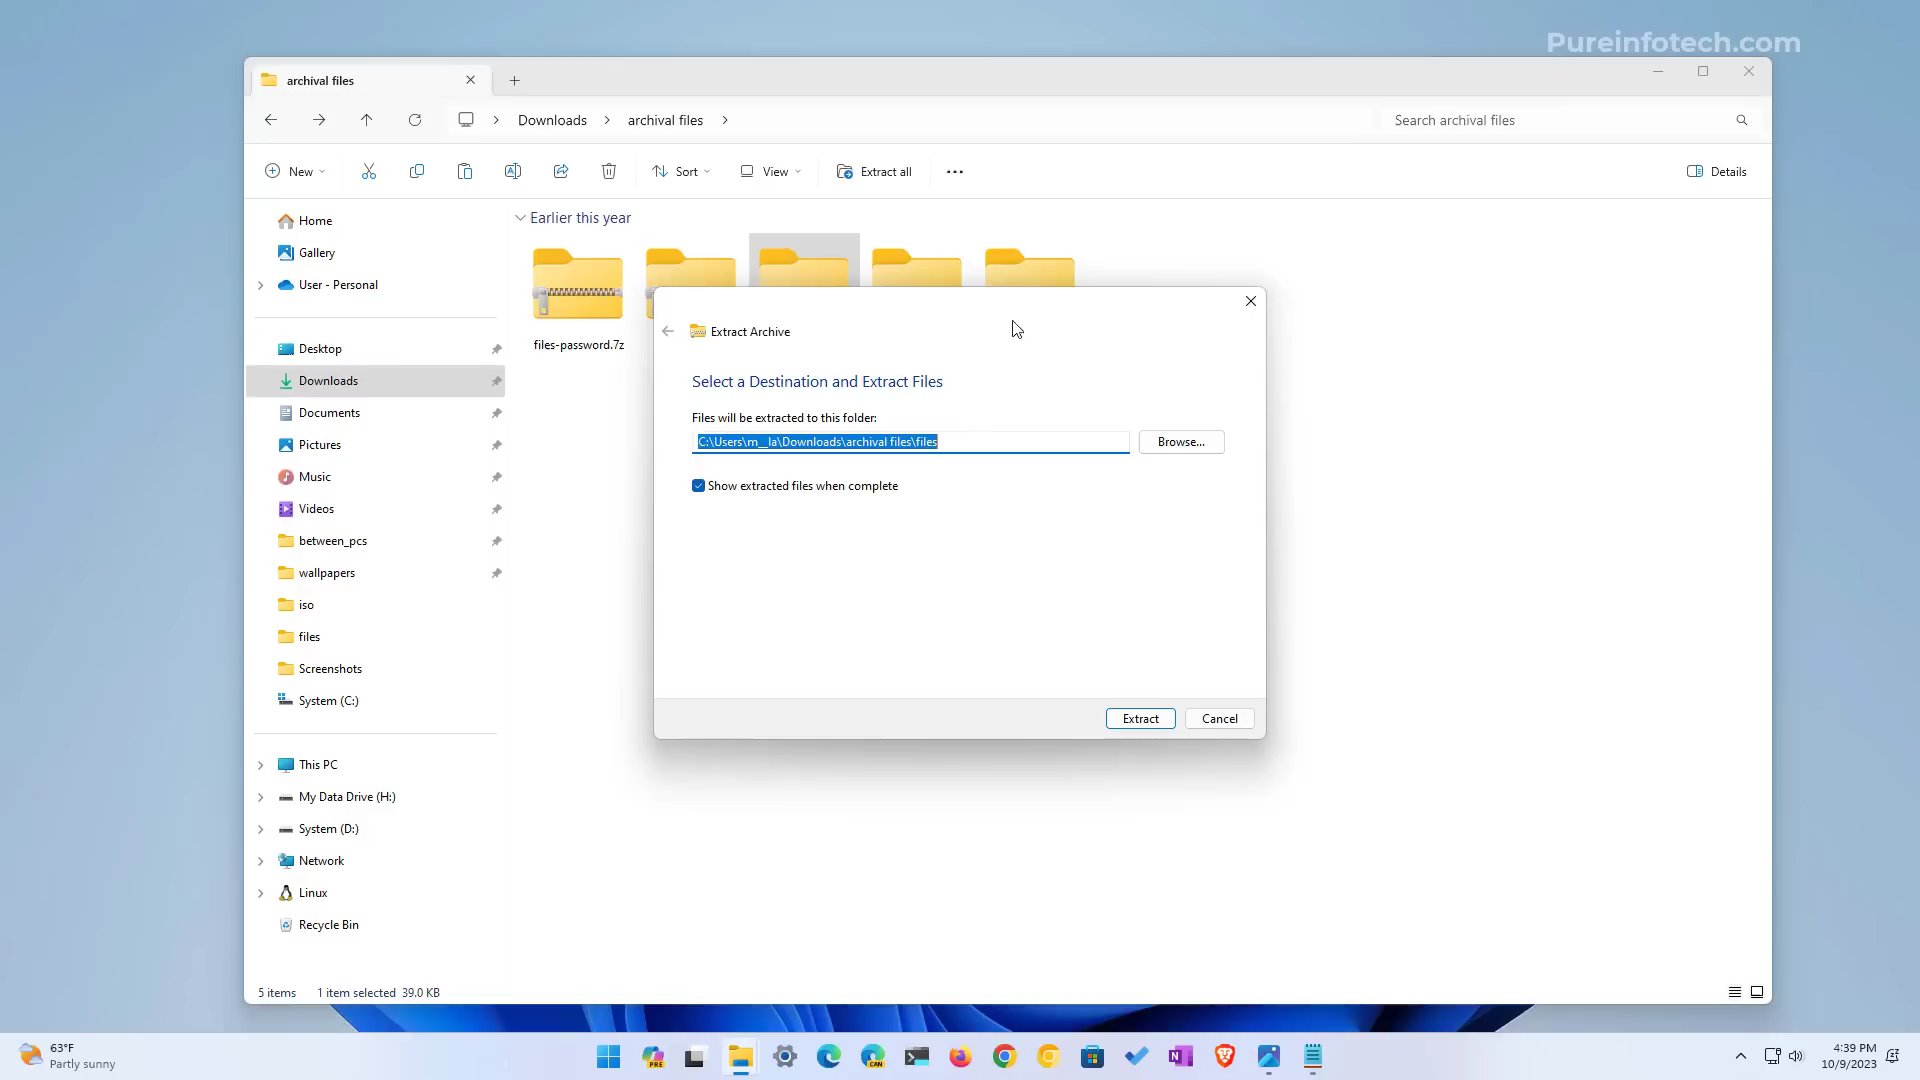 Pureinfotech.com
archival files
Downloads
archival files
Search archival files
New
Sort
View
Extract all
Details
Home
Gallery
User - Personal
Desktop
Downloads
Documents
Pictures
Music
Videos
between_pcs
wallpapers
iso
files
Screenshots
System (C:)
This PC
My Data Drive (H:)
System (D:)
Network
Linux
Recycle Bin
Earlier this year
files-password.7z
Extract Archive
Select a Destination and Extract Files
Files will be extracted to this folder:
C:\Users\m__la\Downloads\archival files\files
Browse...
Show extracted files when complete
Extract
Cancel
5 items
1 item selected 39.0 KB
63°F
Partly sunny
PRE
CAN
4:39 PM
10/9/2023